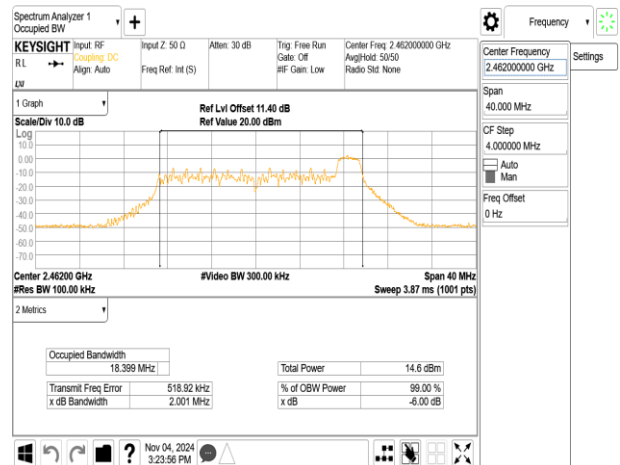 Spectrum Analyzer 1
Occupied BW
▼
+
Frequency
▼
KEYSIGHT
RL
LXI
Input: RF
Coupling: DC
Align: Auto
Input Z: 50 Ω
Freq Ref: Int (S)
Atten: 30 dB
Trig: Free Run
Gate: Off
#IF Gain: Low
Center Freq: 2.462000000 GHz
Avg|Hold: 50/50
Radio Std: None
Center Frequency
2.462000000 GHz
Settings
Span
40.000 MHz
CF Step
4.000000 MHz
Auto
Man
Freq Offset
0 Hz
1 Graph ▼
Scale/Div 10.0 dB
Ref Lvl Offset 11.40 dB
Ref Value 20.00 dBm
Log
10.0
0.00
-10.0
-20.0
-30.0
-40.0
-50.0
-60.0
-70.0
Center 2.46200 GHz
#Video BW 300.00 kHz
Span 40 MHz
#Res BW 100.00 kHz
Sweep 3.87 ms (1001 pts)
2 Metrics ▼
Occupied Bandwidth
18.399 MHz
Total Power 14.6 dBm
Transmit Freq Error 518.92 kHz
% of OBW Power 99.00 %
x dB Bandwidth 2.001 MHz
x dB -6.00 dB
?
Nov 04, 2024
3:23:56 PM